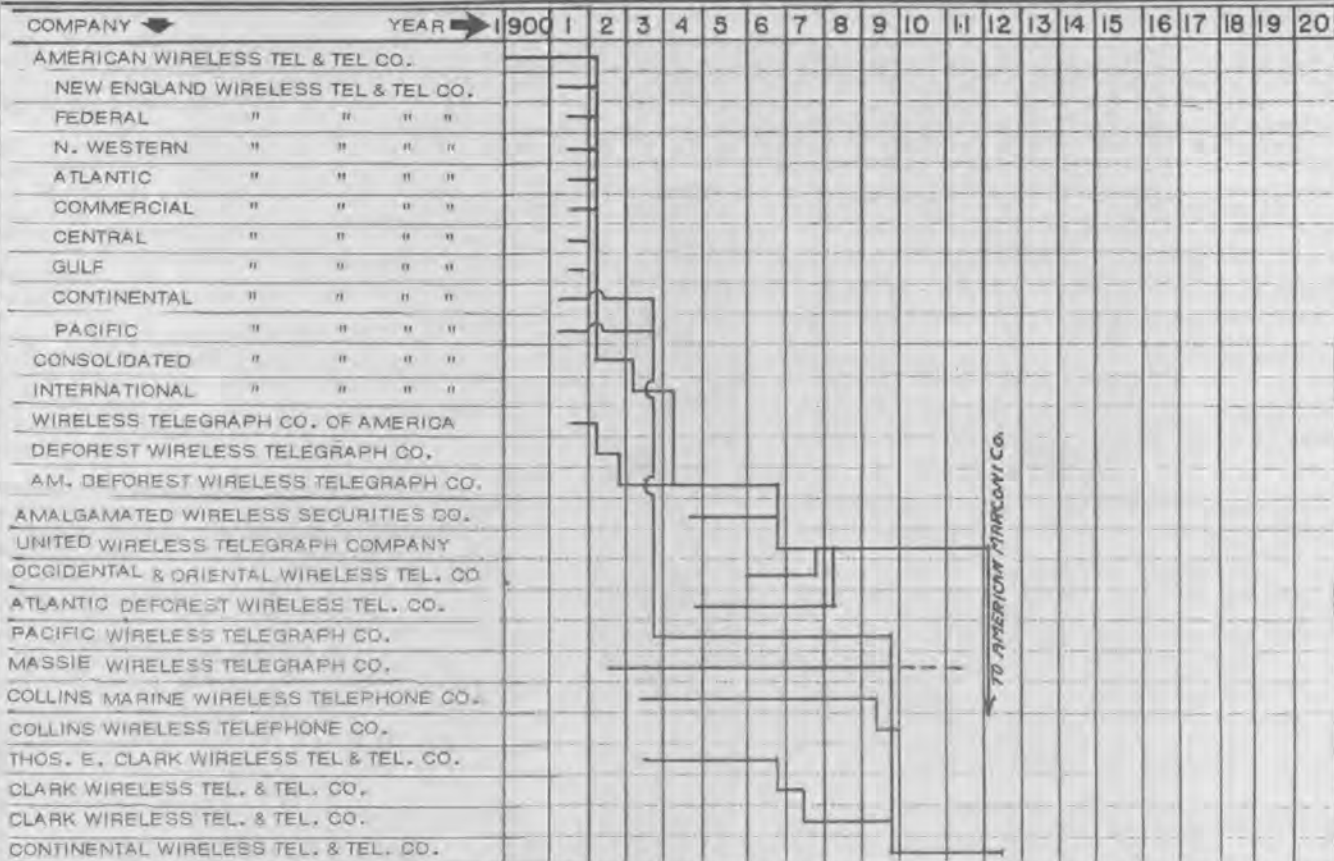 COMPANY YEAR 1900 1 2 3 4 5 6 7 8 9 10 11 12 13 14 15 16 17 18 19 20
AMERICAN WIRELESS TEL & TEL CO.
NEW ENGLAND WIRELESS TEL & TEL CO.
FEDERAL " " " "
N. WESTERN " " " "
ATLANTIC " " " "
COMMERCIAL " " " "
CENTRAL " " " "
GULF " " " "
CONTINENTAL " " " "
PACIFIC " " " "
CONSOLIDATED " " " "
INTERNATIONAL " " " "
WIRELESS TELEGRAPH CO. OF AMERICA
DEFOREST WIRELESS TELEGRAPH CO.
AM. DEFOREST WIRELESS TELEGRAPH CO.
AMALGAMATED WIRELESS SECURITIES CO.
UNITED WIRELESS TELEGRAPH COMPANY
OCCIDENTAL & ORIENTAL WIRELESS TEL. CO
ATLANTIC DEFOREST WIRELESS TEL. CO.
PACIFIC WIRELESS TELEGRAPH CO.
MASSIE WIRELESS TELEGRAPH CO.
COLLINS MARINE WIRELESS TELEPHONE CO.
COLLINS WIRELESS TELEPHONE CO.
THOS. E. CLARK WIRELESS TEL & TEL. CO.
CLARK WIRELESS TEL. & TEL. CO.
CLARK WIRELESS TEL. & TEL. CO.
CONTINENTAL WIRELESS TEL. & TEL. CO.
TO AMERICAN MARCONI CO.